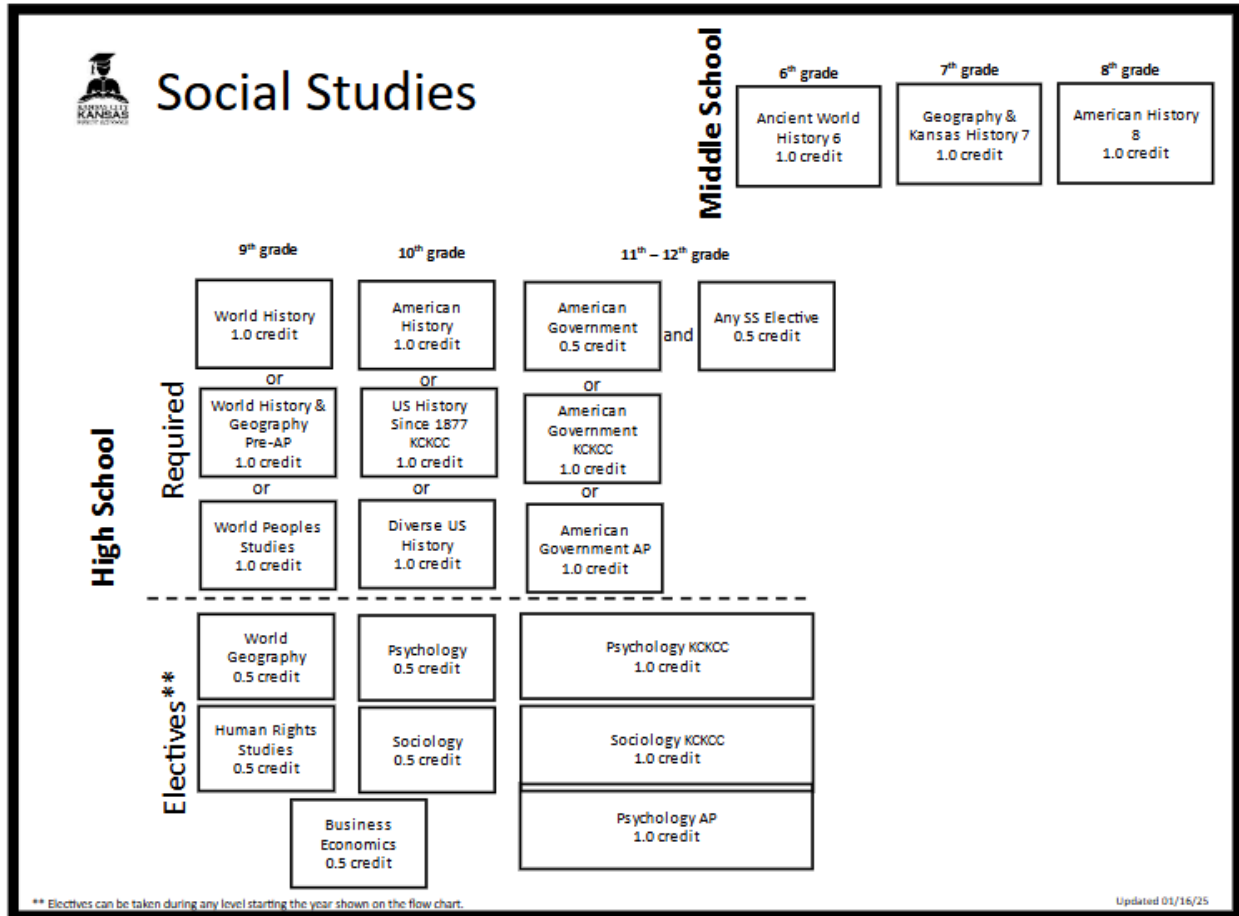 Social Studies
KANSAS CITY
KANSAS
Middle School
6th grade
7th grade
8th grade
Ancient World
History 6
1.0 credit
Geography &
Kansas History 7
1.0 credit
American History
8
1.0 credit
High School
Required
9th grade
10th grade
11th – 12th grade
World History
1.0 credit
American
History
1.0 credit
American
Government
0.5 credit
and
Any SS Elective
0.5 credit
or
or
or
World History &
Geography
Pre-AP
1.0 credit
US History
Since 1877
KCKCC
1.0 credit
American
Government
KCKCC
1.0 credit
or
or
or
World Peoples
Studies
1.0 credit
Diverse US
History
1.0 credit
American
Government AP
1.0 credit
Electives**
World
Geography
0.5 credit
Psychology
0.5 credit
Psychology KCKCC
1.0 credit
Human Rights
Studies
0.5 credit
Sociology
0.5 credit
Sociology KCKCC
1.0 credit
Business
Economics
0.5 credit
Psychology AP
1.0 credit
** Electives can be taken during any level starting the year shown on the flow chart.
Updated 01/16/25